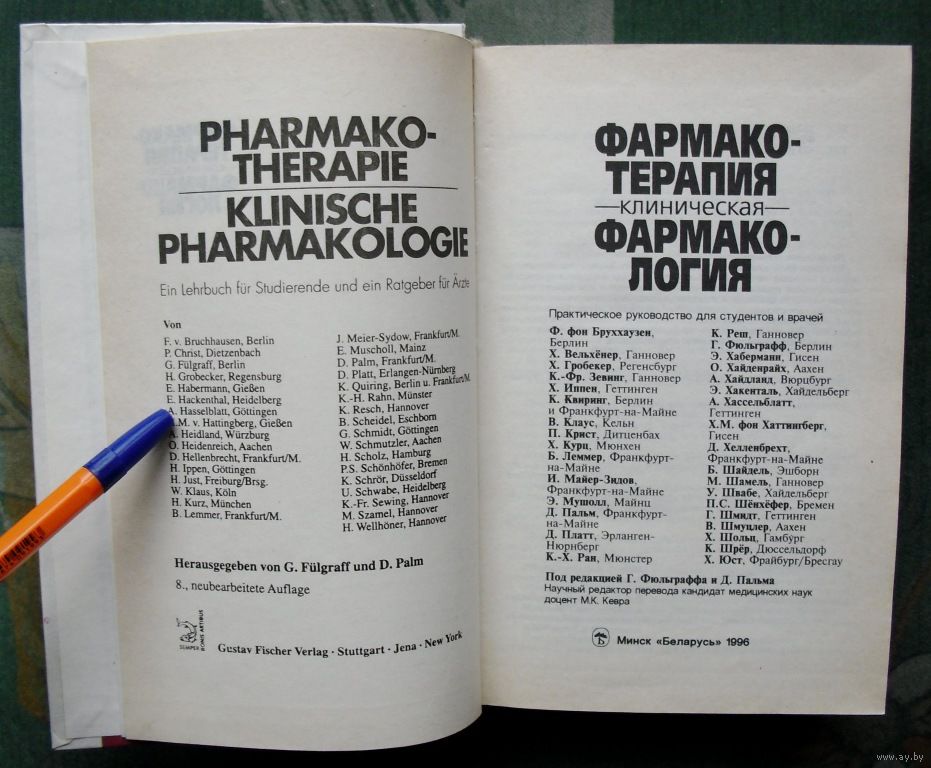 PHARMAKO-
THERAPIE
KLINISCHE
PHARMAKOLOGIE
Ein Lehrbuch für Studierende und ein Ratgeber für Ärzte
Von
F. v. Bruchhausen, Berlin
P. Christ, Dietzenbach
G. Fülgraff, Berlin
H. Grobecker, Regensburg
E. Habermann, Gießen
E. Hackenthal, Heidelberg
A. Hasselblatt, Göttingen
A.M. v. Hattingberg, Gießen
A. Heidland, Würzburg
O. Heidenreich, Aachen
D. Hellenbrecht, Frankfurt/M.
H. Ippen, Göttingen
H. Just, Freiburg/Brsg.
W. Klaus, Köln
H. Kurz, München
B. Lemmer, Frankfurt/M.
J. Meier-Sydow, Frankfurt/M.
E. Muscholl, Mainz
D. Palm, Frankfurt/M.
D. Platt, Erlangen-Nürnberg
K. Quiring, Berlin u. Frankfurt/M.
K.-H. Rahn, Münster
K. Resch, Hannover
B. Scheidel, Eschborn
G. Schmidt, Göttingen
W. Schmutzler, Aachen
H. Scholz, Hamburg
P.S. Schönhöfer, Bremen
K. Schrör, Düsseldorf
U. Schwabe, Heidelberg
K.-Fr. Sewing, Hannover
M. Szamel, Hannover
H. Wellhöner, Hannover
Herausgegeben von G. Fülgraff und D. Palm
8., neubearbeitete Auflage
SEMPER
BONIS ARTIBUS
Gustav Fischer Verlag · Stuttgart · Jena · New York
ФАРМАКО-
ТЕРАПИЯ
клиническая
ФАРМАКО-
ЛОГИЯ
Практическое руководство для студентов и врачей
Ф. фон Бруххаузен,
Берлин
Х. Вельхёнер, Ганновер
Х. Гробекер, Регенсбург
К.-Фр. Зевинг, Ганновер
Х. Иппен, Геттинген
К. Квиринг, Берлин
и Франкфурт-на-Майне
В. Клаус, Кельн
П. Крист, Дитценбах
Х. Курц, Мюнхен
Б. Леммер, Франкфурт-
на-Майне
И. Майер-Зидов,
Франкфурт-на-Майне
Э. Мушолл, Майнц
Д. Пальм, Франкфурт-
на-Майне
Д. Платт, Эрланген-
Нюрнберг
К.-Х. Ран, Мюнстер
К. Реш, Ганновер
Г. Фюльграфф, Берлин
Э. Хаберманн, Гисен
О. Хайденрайх, Аахен
А. Хайдланд, Вюрцбург
Э. Хакенталь, Хайдельберг
А. Хассельблатт,
Геттинген
Х.М. фон Хаттингберг,
Гисен
Д. Хелленбрехт,
Франкфурт-на-Майне
Б. Шайдель, Эшборн
М. Шамель, Ганновер
У. Швабе, Хайдельберг
П.С. Шёнхёфер, Бремен
Г. Шмидт, Геттинген
В. Шмуцлер, Аахен
Х. Шольц, Гамбург
К. Шрёр, Дюссельдорф
Х. Юст, Фрайбург/Бресгау
Под редакцией Г. Фюльграффа и Д. Пальма
Научный редактор перевода кандидат медицинских наук
доцент М.К. Кевра
Минск «Беларусь» 1996
www.ay.by